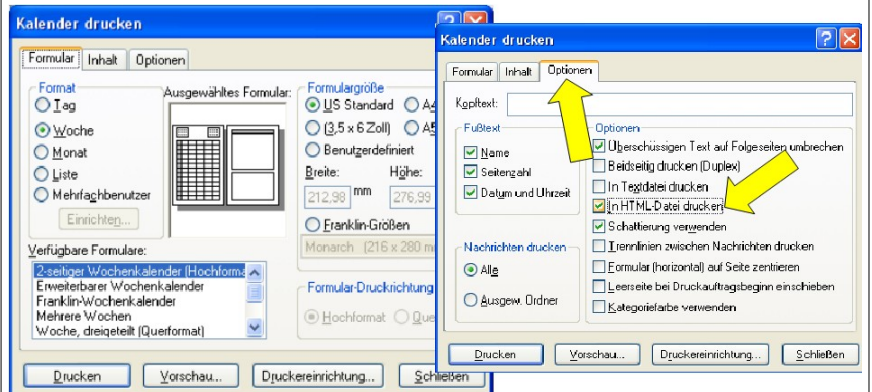 Kalender drucken
Formular Inhalt Optionen
Format
Tag
Woche
Monat
Liste
Mehrfachbenutzer
Einrichten...
Ausgewähltes Formular:
Formulargröße
US Standard
(3,5 x 6 Zoll)
Benutzerdefiniert
Breite: Höhe:
212,98 mm 276,99
Franklin-Größen
Monarch (216 x 280
Verfügbare Formulare:
2-seitiger Wochenkalender
Erweiterbarer Wochenkalender
Franklin-Wochenkalender
Mehrere Wochen
Woche, dreigeteilt (Querformat)
Formular-Druckrichtung
Hochformat
Drucken Vorschau... Druckereinrichtung... Schließen
Kalender drucken
Formular Inhalt Optionen
Kopftext:
Fußtext
Name
Seitenzahl
Datum und Uhrzeit
Nachrichten drucken
Alle
Ausgew. Ordner
Optionen
Überschüssigen Text auf Folgeseiten umbrechen
Beidseitig drucken (Duplex)
In Textdatei drucken
In HTML-Datei drucken
Schattierung verwenden
Trennlinien zwischen Nachrichten drucken
Formular (horizontal) auf Seite zentrieren
Leerseite bei Druckauftragsbeginn einschieben
Kategoriefarbe verwenden
Drucken Vorschau... Druckereinrichtung... Schließen